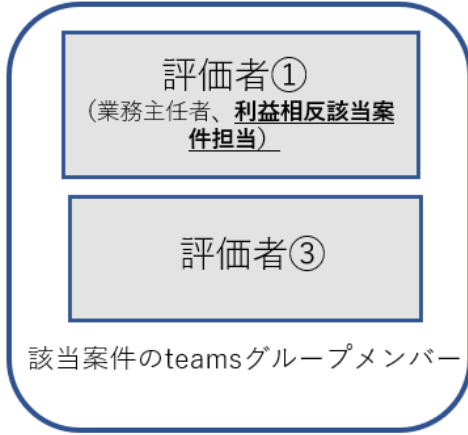 評価者①
（業務主任者、利益相反該当案
件担当）
評価者③
該当案件のteamsグループメンバー